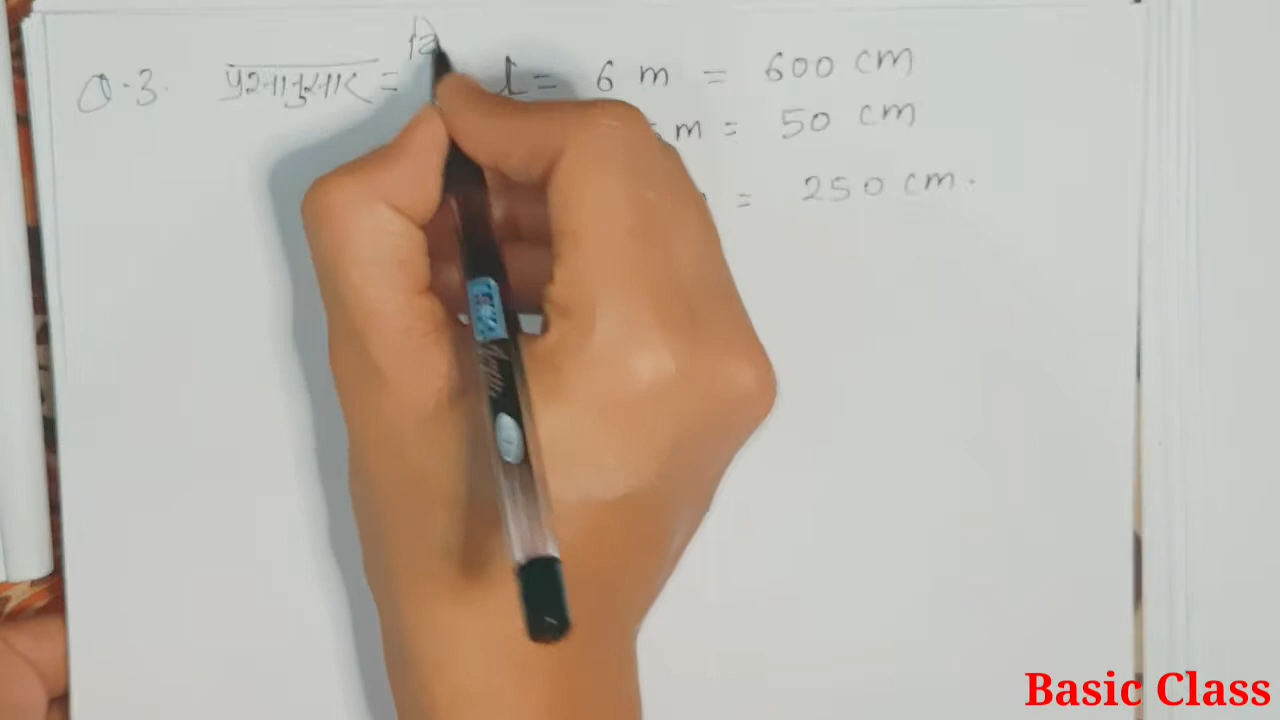 Q.3. प्रश्नानुसार = l = 6 m = 600 cm
m = 50 cm
= 250 cm.
Basic Class